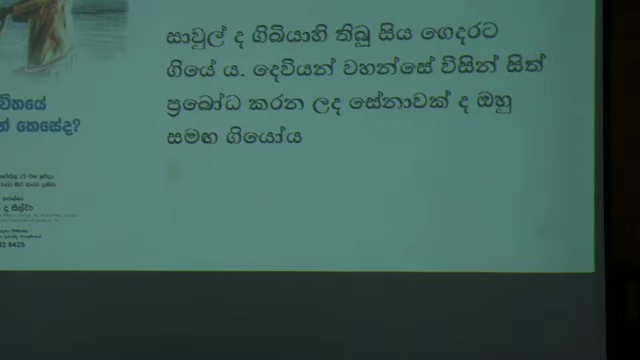 සාවුල් ද ගිබියාහි තිබූ සිය ගෙදරට
ගියේ ය. දෙවියන් වහන්සේ විසින් සිත්
ප්‍රබෝධ කරන ලද සේනාවක් ද ඔහු
සමඟ ගියෝය
විතයේ
න් කෙසේද?
ද සිල්වා